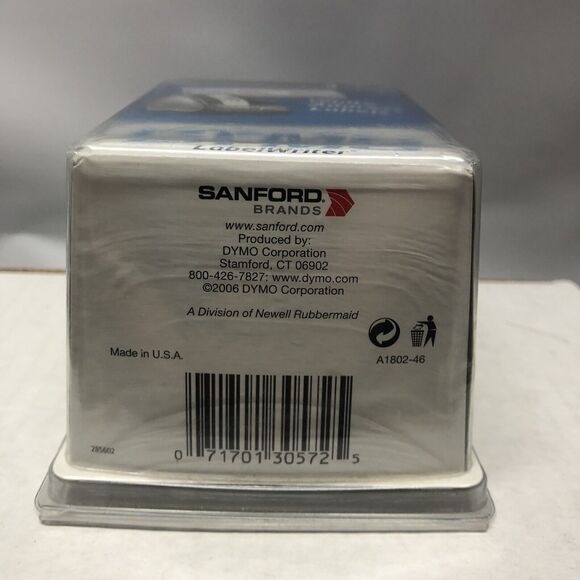 LabelWriter
SANFORD®
BRANDS
www.sanford.com
Produced by:
DYMO Corporation
Stamford, CT 06902
800-426-7827; www.dymo.com
©2006 DYMO Corporation
A Division of Newell Rubbermaid
Made in U.S.A.
A1802-46
285602
0 71701 30572 5